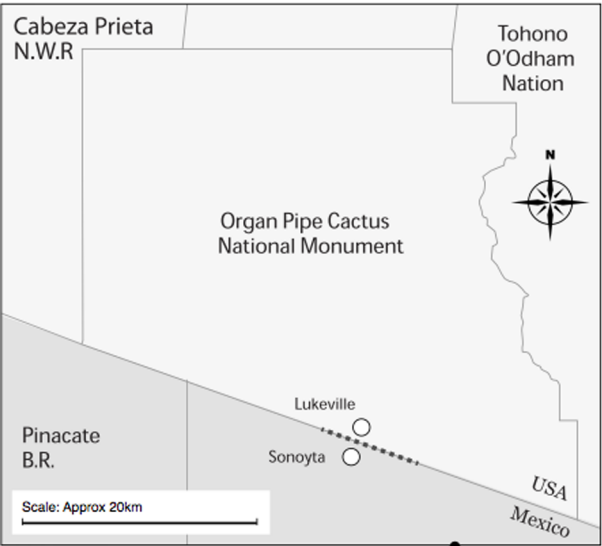 Cabeza Prieta
N.W.R
Tohono
O'Odham
Nation
N
Organ Pipe Cactus
National Monument
Lukeville
Sonoyta
Pinacate
B.R.
USA
Mexico
Scale: Approx 20km